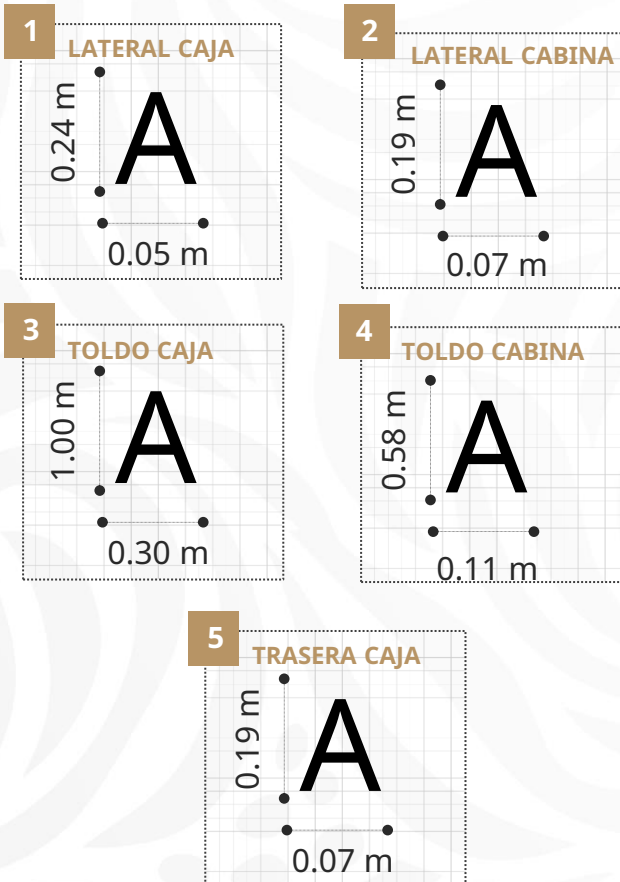 1
LATERAL CAJA
0.24 m
A
0.05 m
2
LATERAL CABINA
0.19 m
A
0.07 m
3
TOLDO CAJA
1.00 m
A
0.30 m
4
TOLDO CABINA
0.58 m
A
0.11 m
5
TRASERA CAJA
0.19 m
A
0.07 m